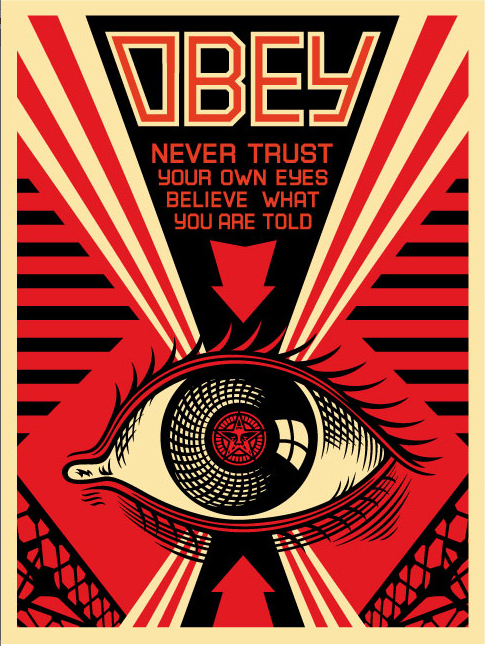 OBEY
NEVER TRUST
YOUR OWN EYES
BELIEVE WHAT
YOU ARE TOLD